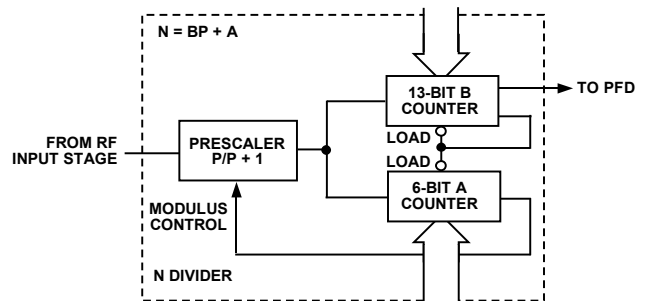 N = BP + A
13-BIT B
COUNTER
TO PFD
FROM RF
INPUT STAGE
PRESCALER
P/P + 1
LOAD
LOAD
6-BIT A
COUNTER
MODULUS
CONTROL
N DIVIDER